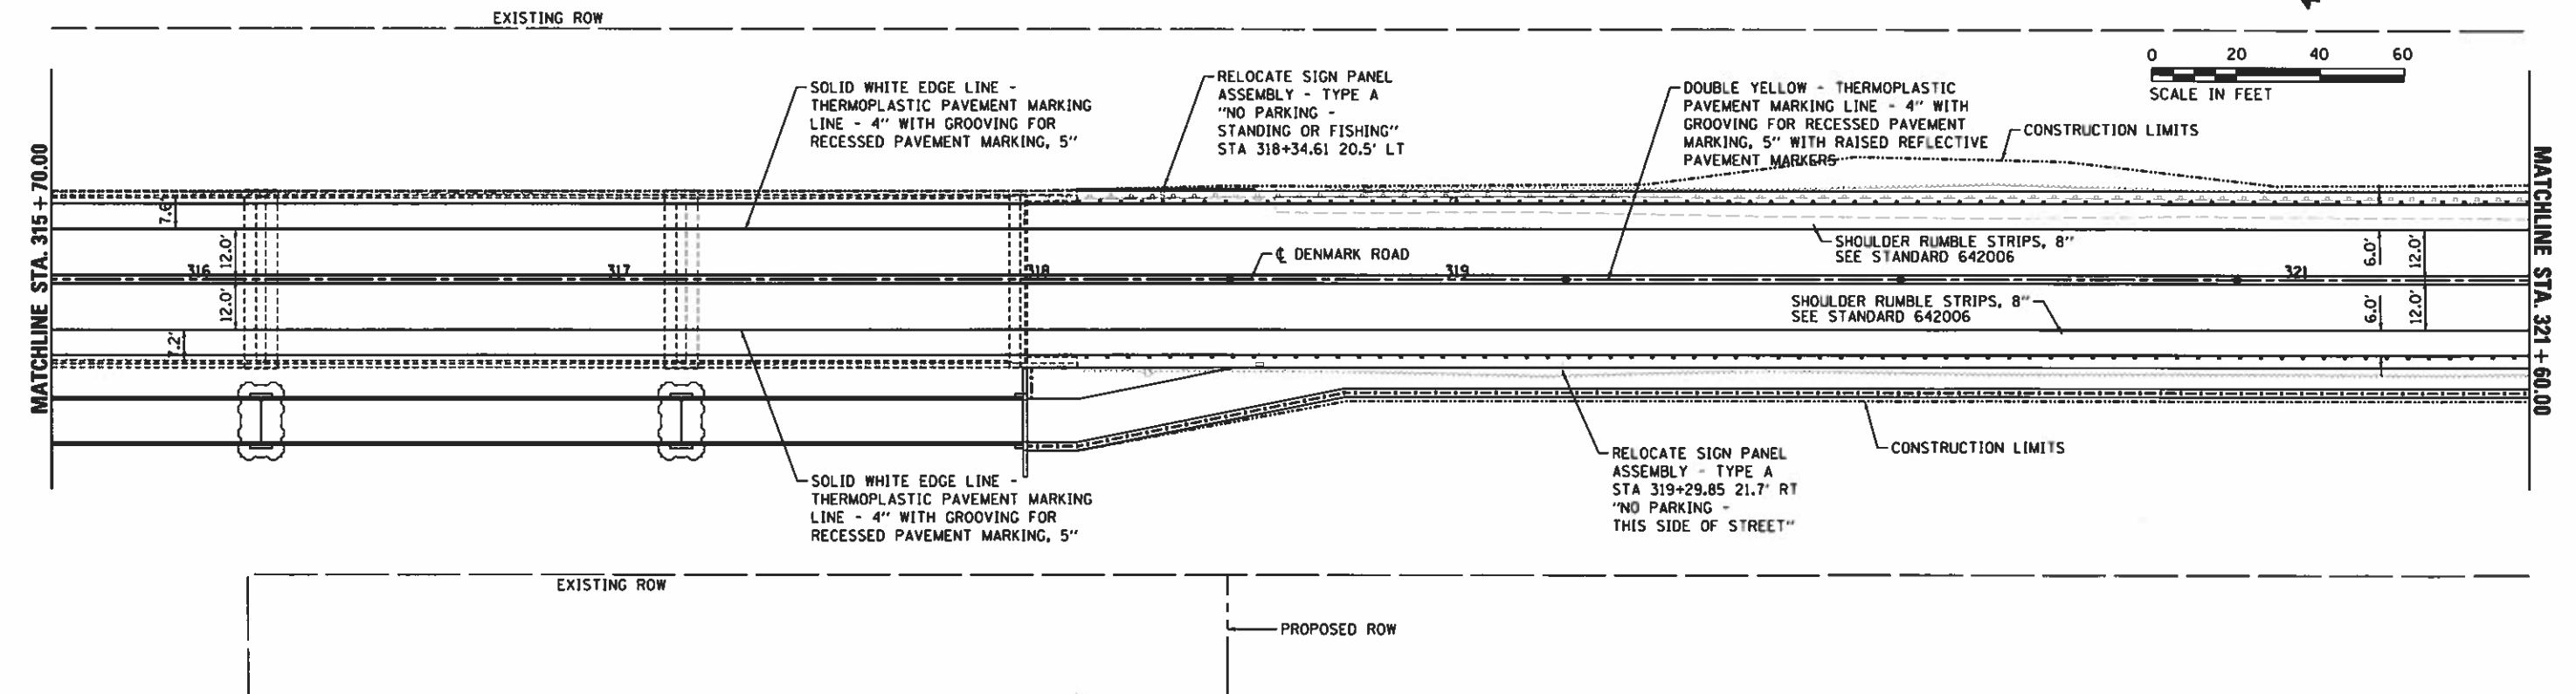 EXISTING ROW
0 20 40 60
SCALE IN FEET
SOLID WHITE EDGE LINE -
THERMOPLASTIC PAVEMENT MARKING
LINE - 4" WITH GROOVING FOR
RECESSED PAVEMENT MARKING, 5"
RELOCATE SIGN PANEL
ASSEMBLY - TYPE A
"NO PARKING -
STANDING OR FISHING"
STA 318+34.61 20.5' LT
DOUBLE YELLOW - THERMOPLASTIC
PAVEMENT MARKING LINE - 4" WITH
GROOVING FOR RECESSED PAVEMENT
MARKING, 5" WITH RAISED REFLECTIVE
PAVEMENT MARKERS
CONSTRUCTION LIMITS
MATCHLINE STA. 315 + 70.00
MATCHLINE STA. 321 + 60.00
7.6'
12.0'
12.0'
7.2'
316
317
318
319
321
℄ DENMARK ROAD
SHOULDER RUMBLE STRIPS, 8"
SEE STANDARD 642006
SHOULDER RUMBLE STRIPS, 8"
SEE STANDARD 642006
6.0'
12.0'
6.0'
12.0'
SOLID WHITE EDGE LINE -
THERMOPLASTIC PAVEMENT MARKING
LINE - 4" WITH GROOVING FOR
RECESSED PAVEMENT MARKING, 5"
RELOCATE SIGN PANEL
ASSEMBLY - TYPE A
STA 319+29.85 21.7' RT
"NO PARKING -
THIS SIDE OF STREET"
CONSTRUCTION LIMITS
EXISTING ROW
PROPOSED ROW